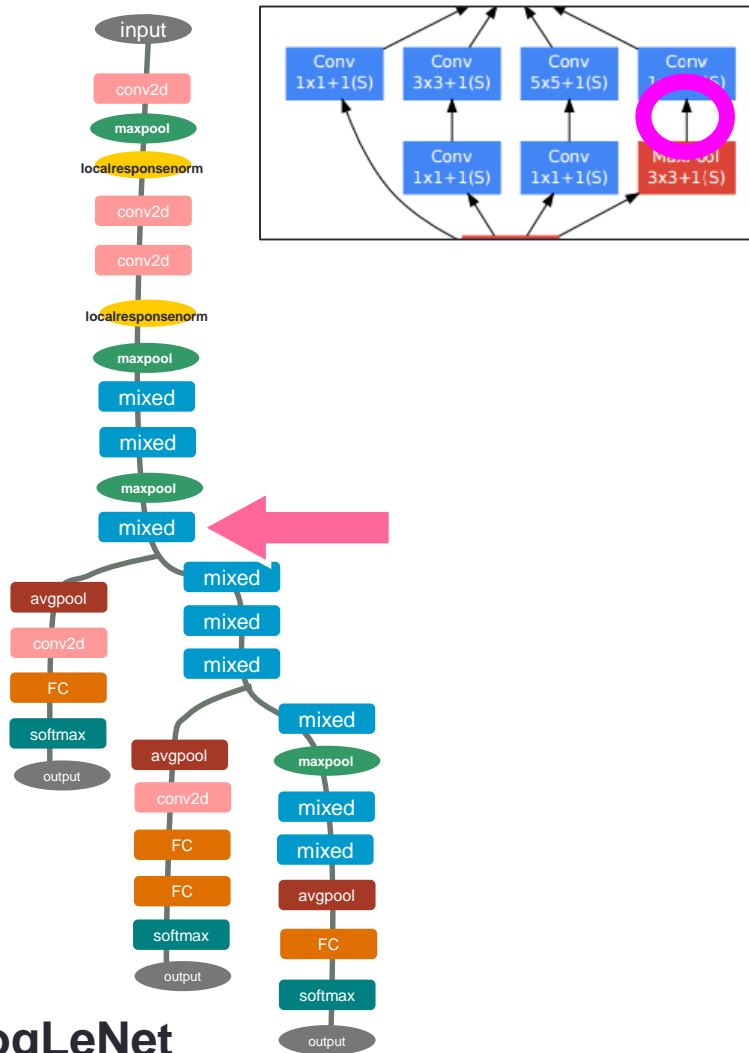 input
conv2d
maxpool
localresponsenorm
conv2d
conv2d
localresponsenorm
maxpool
mixed
mixed
maxpool
mixed
mixed
mixed
mixed
avgpool
conv2d
FC
softmax
output
avgpool
conv2d
FC
FC
softmax
output
mixed
maxpool
mixed
mixed
avgpool
FC
softmax
output
Conv
1x1+1(S)
Conv
3x3+1(S)
Conv
5x5+1(S)
Conv
Conv
1x1+1(S)
Conv
1x1+1(S)
3x3+1(S)
ogLeNet